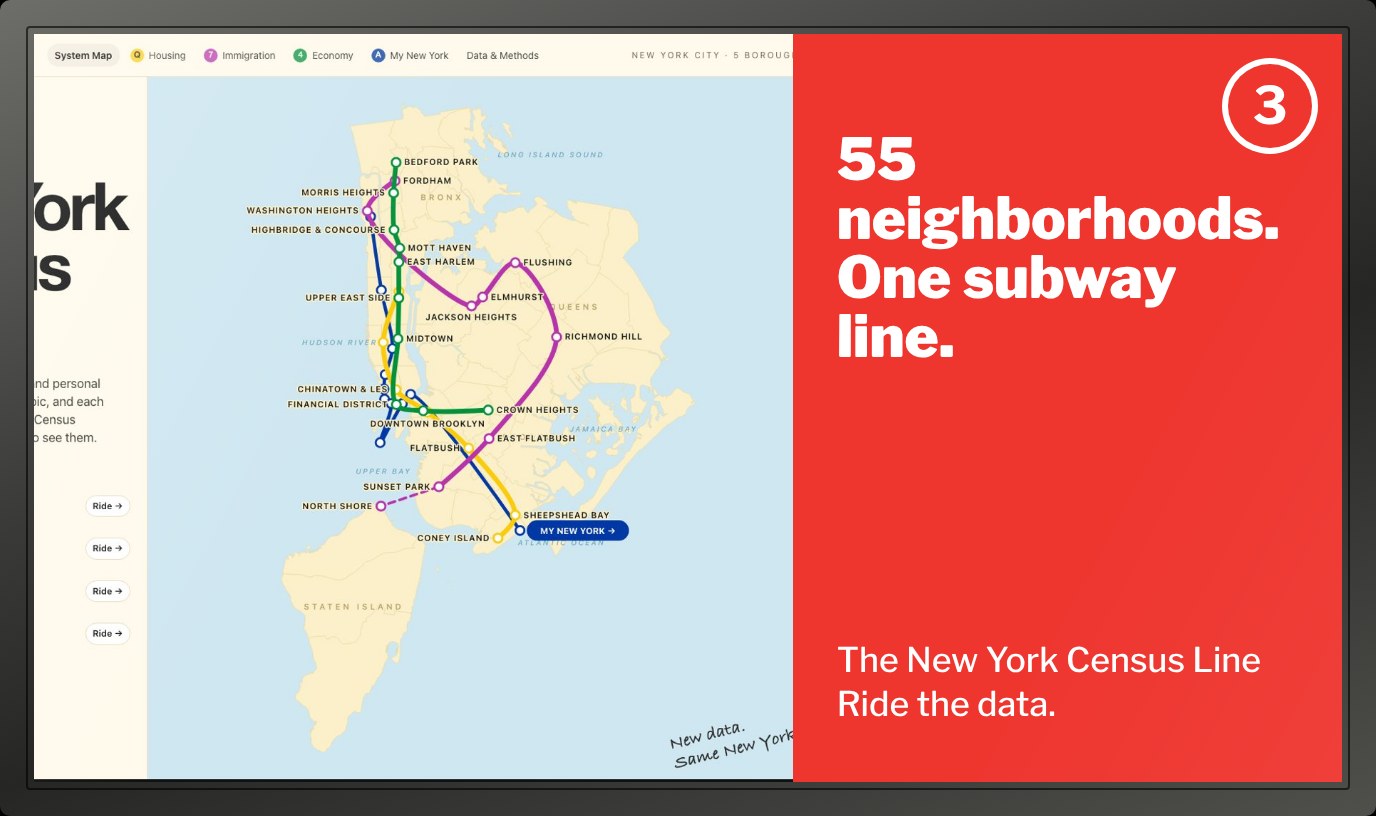 System Map
Q Housing
7 Immigration
4 Economy
A My New York
Data & Methods
NEW YORK CITY · 5
York
personal
and each
Census
see them.
Ride →
Ride →
Ride →
Ride →
LONG ISLAND SOUND
BEDFORD PARK
FORDHAM
MORRIS HEIGHTS
BRONX
WASHINGTON HEIGHTS
HIGHBRIDGE & CONCOURSE
MOTT HAVEN
EAST HARLEM
FLUSHING
UPPER EAST SIDE
ELMHURST
QUEENS
JACKSON HEIGHTS
HUDSON RIVER
MIDTOWN
RICHMOND HILL
CHINATOWN & LES
FINANCIAL DISTRICT
CROWN HEIGHTS
DOWNTOWN BROOKLYN
JAMAICA BAY
EAST FLATBUSH
FLATBUSH
UPPER BAY
SUNSET PARK
NORTH SHORE
SHEEPSHEAD BAY
MY NEW YORK →
CONEY ISLAND
ATLANTIC OCEAN
STATEN ISLAND
New data.
Same New York
3
55
neighborhoods.
One subway
line.
The New York Census Line
Ride the data.